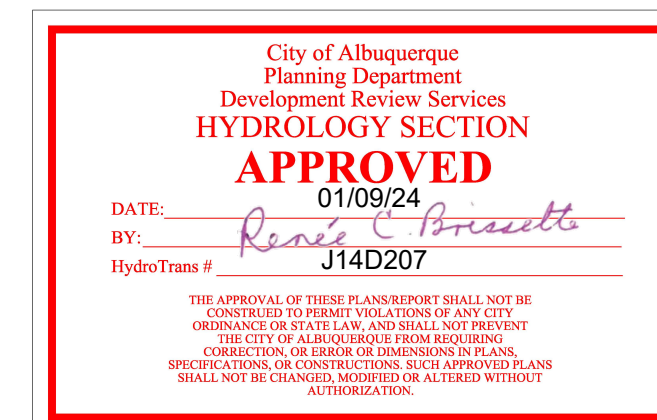 City of Albuquerque
Planning Department
Development Review Services
HYDROLOGY SECTION
APPROVED
DATE: 01/09/24
BY: Renée C. Brissette
HydroTrans # J14D207
THE APPROVAL OF THESE PLANS/REPORT SHALL NOT BE
CONSTRUED TO PERMIT VIOLATIONS OF ANY CITY
ORDINANCE OR STATE LAW, AND SHALL NOT PREVENT
THE CITY OF ALBUQUERQUE FROM REQUIRING
CORRECTION, OR ERROR OR DIMENSIONS IN PLANS,
SPECIFICATIONS, OR CONSTRUCTIONS. SUCH APPROVED PLANS
SHALL NOT BE CHANGED, MODIFIED OR ALTERED WITHOUT
AUTHORIZATION.